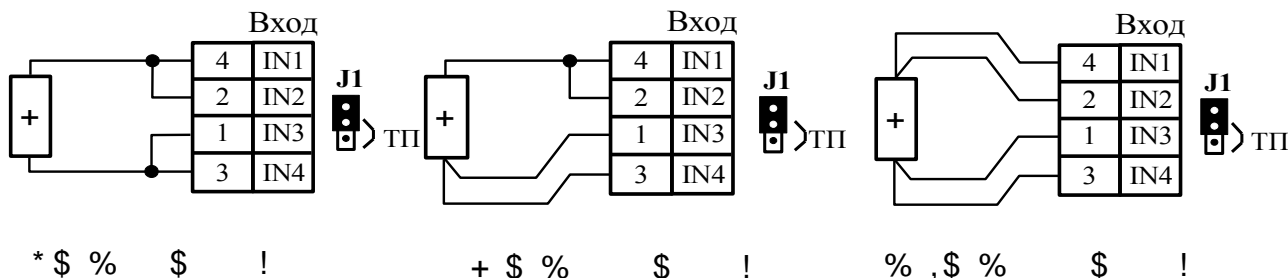 Вход
4 IN1
2 IN2
1 IN3
3 IN4
+
J1
ТП
Вход
4 IN1
2 IN2
1 IN3
3 IN4
+
J1
ТП
Вход
4 IN1
2 IN2
1 IN3
3 IN4
+
J1
ТП
* $ % $ !
+ $ % $ !
% , $ % $ !